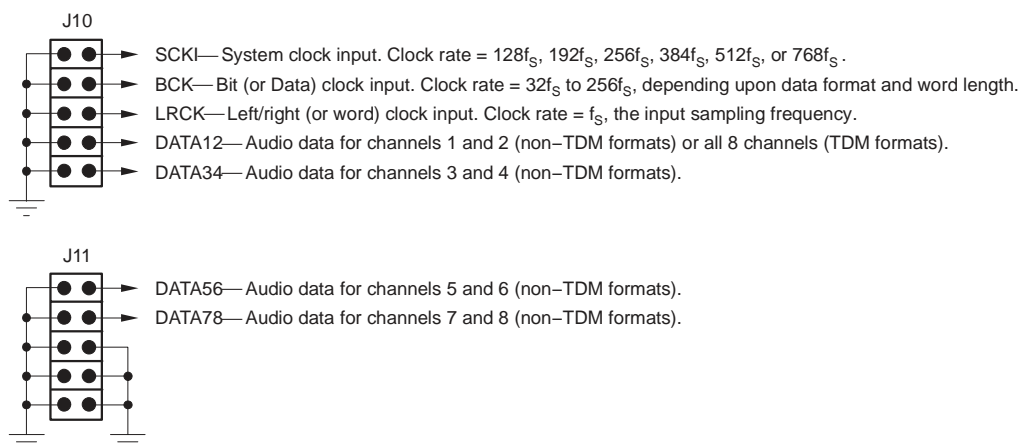 J10
SCKI—System clock input. Clock rate = 128fS, 192fS, 256fS, 384fS, 512fS, or 768fS.
BCK—Bit (or Data) clock input. Clock rate = 32fS to 256fS, depending upon data format and word length.
LRCK—Left/right (or word) clock input. Clock rate = fS, the input sampling frequency.
DATA12—Audio data for channels 1 and 2 (non−TDM formats) or all 8 channels (TDM formats).
DATA34—Audio data for channels 3 and 4 (non−TDM formats).
J11
DATA56—Audio data for channels 5 and 6 (non−TDM formats).
DATA78—Audio data for channels 7 and 8 (non−TDM formats).